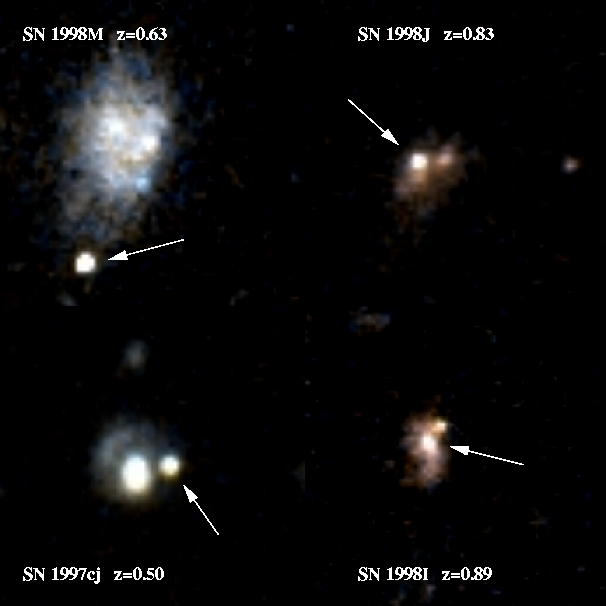 SN 1998M z=0.63
SN 1998J z=0.83
SN 1997cj z=0.50
SN 1998I z=0.89